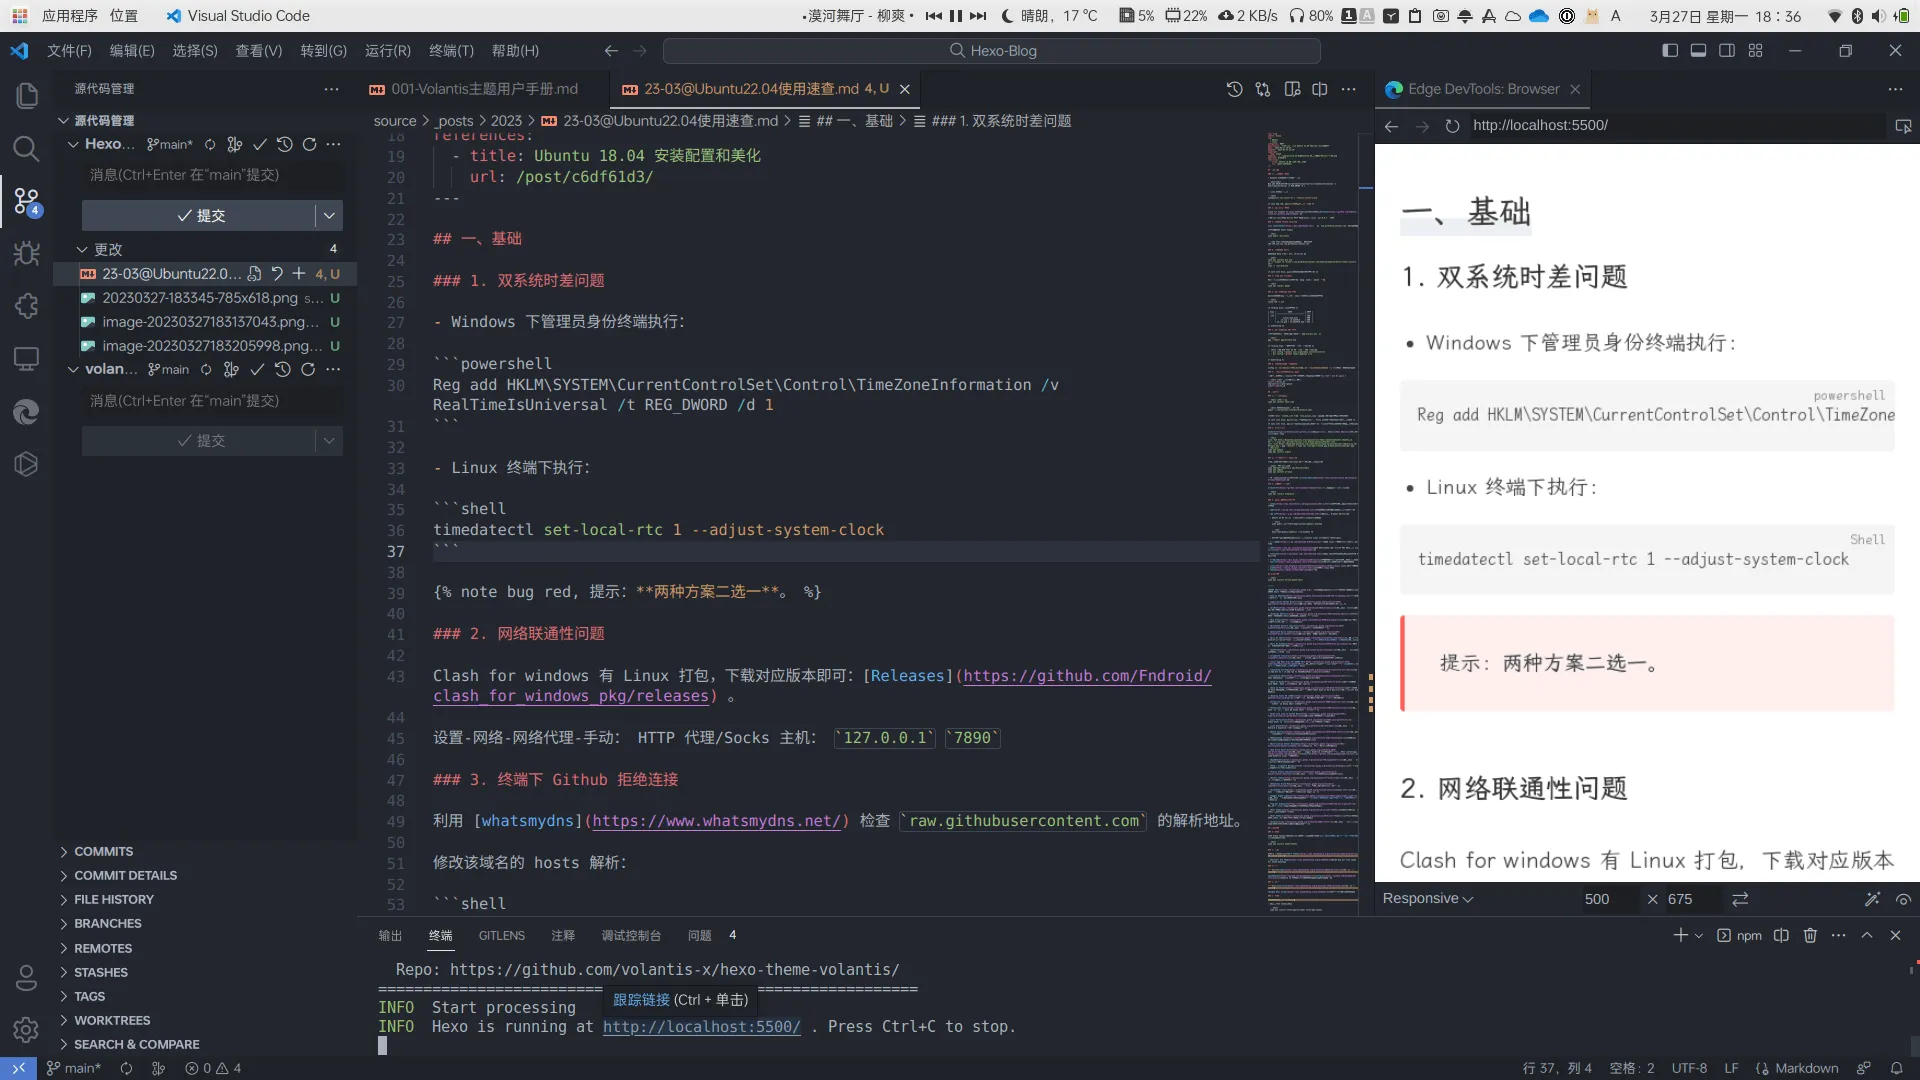 应用程序 位置 Visual Studio Code
•漠河舞厅 - 柳爽• 晴朗，17 ℃ 5% 22% 2 KB/s 80% 3月27日 星期一 18：36
文件(F) 编辑(E) 选择(S) 查看(V) 转到(G) 运行(R) 终端(T) 帮助(H) Hexo-Blog
源代码管理
001-Volantis主题用户手册.md
23-03@Ubuntu22.04使用速查.md 4, U
Edge DevTools: Browser
源代码管理
source > _posts > 2023 > 23-03@Ubuntu22.04使用速查.md > ## 一、基础 > ### 1. 双系统时差问题
http://localhost:5500/
Hexo... main*
消息(Ctrl+Enter 在“main”提交)
提交
更改 4
23-03@Ubuntu22.0... 4, U
20230327-183345-785x618.png s... U
image-20230327183137043.png... U
image-20230327183205998.png... U
volan... main
消息(Ctrl+Enter 在“main”提交)
提交
COMMITS
COMMIT DETAILS
FILE HISTORY
BRANCHES
REMOTES
STASHES
TAGS
WORKTREES
SEARCH & COMPARE
18 references:
19 - title: Ubuntu 18.04 安装配置和美化
20 url: /post/c6df61d3/
21 ---
22
23 ## 一、基础
24
25 ### 1. 双系统时差问题
26
27 - Windows 下管理员身份终端执行：
28
29 ```powershell
30 Reg add HKLM\SYSTEM\CurrentControlSet\Control\TimeZoneInformation /v
RealTimeIsUniversal /t REG_DWORD /d 1
31 ```
32
33 - Linux 终端下执行：
34
35 ```shell
36 timedatectl set-local-rtc 1 --adjust-system-clock
37 ```
38
39 {% note bug red, 提示：**两种方案二选一**。 %}
40
41 ### 2. 网络联通性问题
42
43 Clash for windows 有 Linux 打包，下载对应版本即可：[Releases](https://github.com/Fndroid/
clash_for_windows_pkg/releases) 。
44
45 设置-网络-网络代理-手动： HTTP 代理/Socks 主机： `127.0.0.1` `7890`
46
47 ### 3. 终端下 Github 拒绝连接
48
49 利用 [whatsmydns](https://www.whatsmydns.net/) 检查 `raw.githubusercontent.com` 的解析地址。
50
51 修改该域名的 hosts 解析：
52
53 ```shell
一、基础
1. 双系统时差问题
• Windows 下管理员身份终端执行：
powershell
Reg add HKLM\SYSTEM\CurrentControlSet\Control\TimeZone
• Linux 终端下执行：
Shell
timedatectl set-local-rtc 1 --adjust-system-clock
提示：两种方案二选一。
2. 网络联通性问题
Clash for windows 有 Linux 打包，下载对应版本
Responsive 500 × 675
输出 终端 GITLENS 注释 调试控制台 问题 4
npm
Repo: https://github.com/volantis-x/hexo-theme-volantis/
============================================================
跟踪链接 (Ctrl + 单击)
INFO Start processing
INFO Hexo is running at http://localhost:5500/ . Press Ctrl+C to stop.
main* 0 4
行 37，列 4 空格: 2 UTF-8 LF Markdown